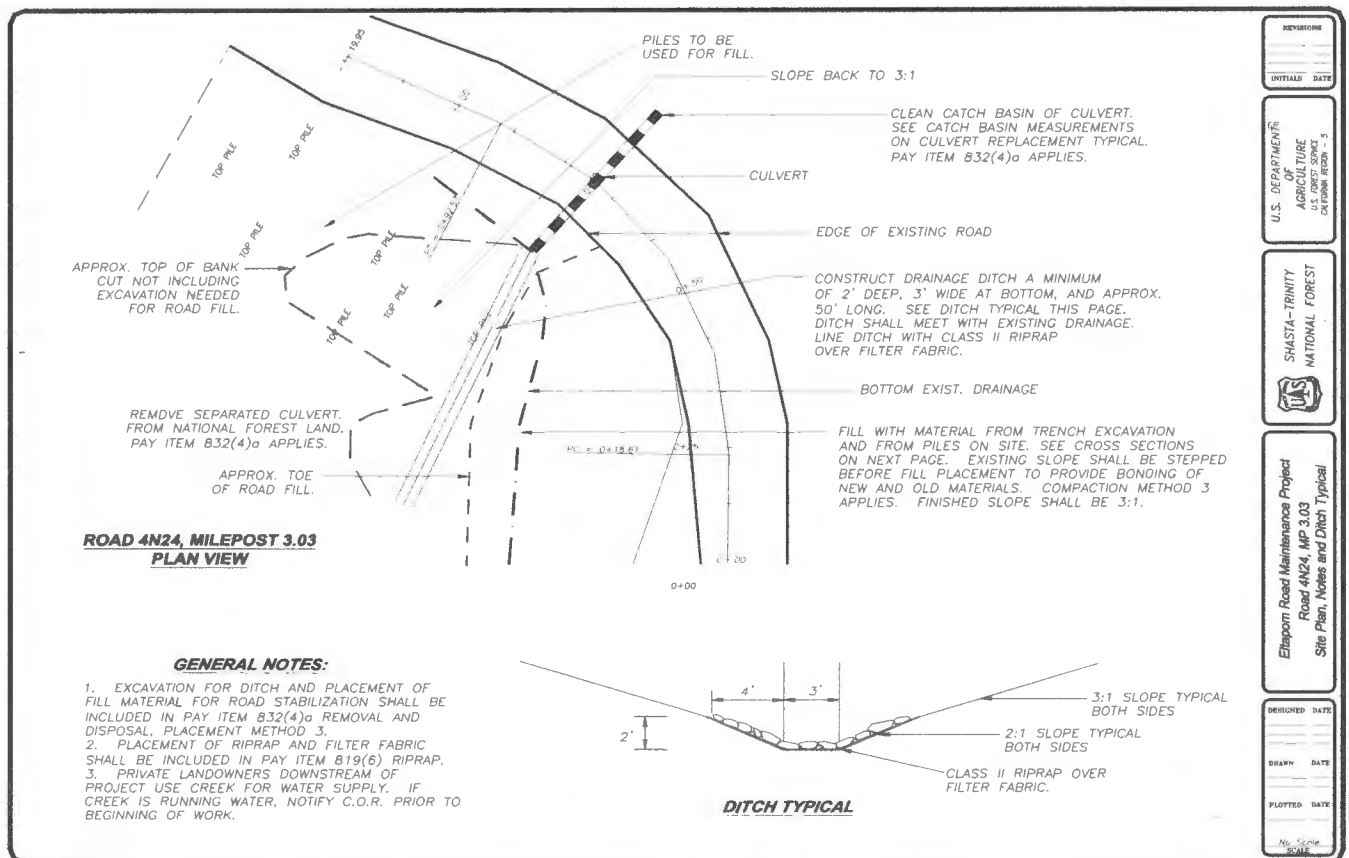 PILES TO BE
USED FOR FILL.
SLOPE BACK TO 3:1
CLEAN CATCH BASIN OF CULVERT.
SEE CATCH BASIN MEASUREMENTS
ON CULVERT REPLACEMENT TYPICAL.
PAY ITEM 832(4)a APPLIES.
CULVERT
EDGE OF EXISTING ROAD
CONSTRUCT DRAINAGE DITCH A MINIMUM
OF 2' DEEP, 3' WIDE AT BOTTOM, AND APPROX.
50' LONG. SEE DITCH TYPICAL THIS PAGE.
DITCH SHALL MEET WITH EXISTING DRAINAGE.
LINE DITCH WITH CLASS II RIPRAP
OVER FILTER FABRIC.
BOTTOM EXIST. DRAINAGE
FILL WITH MATERIAL FROM TRENCH EXCAVATION
AND FROM PILES ON SITE. SEE CROSS SECTIONS
ON NEXT PAGE. EXISTING SLOPE SHALL BE STEPPED
BEFORE FILL PLACEMENT TO PROVIDE BONDING OF
NEW AND OLD MATERIALS. COMPACTION METHOD 3
APPLIES. FINISHED SLOPE SHALL BE 3:1.
TOP PILE
TOP PILE
TOP PILE
TOP PILE
TOP PILE
TOP PILE
APPROX. TOP OF BANK
CUT NOT INCLUDING
EXCAVATION NEEDED
FOR ROAD FILL.
REMOVE SEPARATED CULVERT.
FROM NATIONAL FOREST LAND.
PAY ITEM 832(4)a APPLIES.
APPROX. TOE
OF ROAD FILL.
0+50
PC = 0+18.61
0+25
0+00
0+00
ROAD 4N24, MILEPOST 3.03
PLAN VIEW
GENERAL NOTES:
1. EXCAVATION FOR DITCH AND PLACEMENT OF
FILL MATERIAL FOR ROAD STABILIZATION SHALL BE
INCLUDED IN PAY ITEM 832(4)a REMOVAL AND
DISPOSAL, PLACEMENT METHOD 3.
2. PLACEMENT OF RIPRAP AND FILTER FABRIC
SHALL BE INCLUDED IN PAY ITEM 819(6) RIPRAP.
3. PRIVATE LANDOWNERS DOWNSTREAM OF
PROJECT USE CREEK FOR WATER SUPPLY. IF
CREEK IS RUNNING WATER, NOTIFY C.O.R. PRIOR TO
BEGINNING OF WORK.
4'
3'
2'
3:1 SLOPE TYPICAL
BOTH SIDES
2:1 SLOPE TYPICAL
BOTH SIDES
CLASS II RIPRAP OVER
FILTER FABRIC.
DITCH TYPICAL
REVISIONS
INITIALS DATE
U.S. DEPARTMENT
OF
AGRICULTURE
U.S. FOREST SERVICE
CALIFORNIA REGION - 5
SHASTA-TRINITY
NATIONAL FOREST
UAS
Eltapom Road Maintenance Project
Road 4N24, MP 3.03
Site Plan, Notes and Ditch Typical
DESIGNED DATE
DRAWN DATE
PLOTTED DATE
No Scale
SCALE